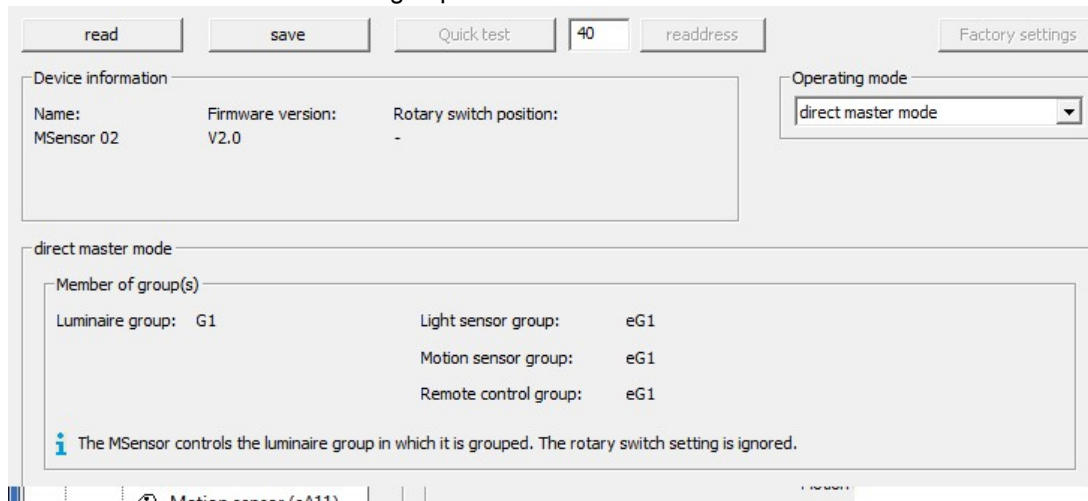 read save Quick test 40 readdress Factory settings
Device information
Operating mode
Name: Firmware version: Rotary switch position:
direct master mode
MSensor 02 V2.0 -
direct master mode
Member of group(s)
Luminaire group: G1 Light sensor group: eG1
Motion sensor group: eG1
Remote control group: eG1
The MSensor controls the luminaire group in which it is grouped. The rotary switch setting is ignored.